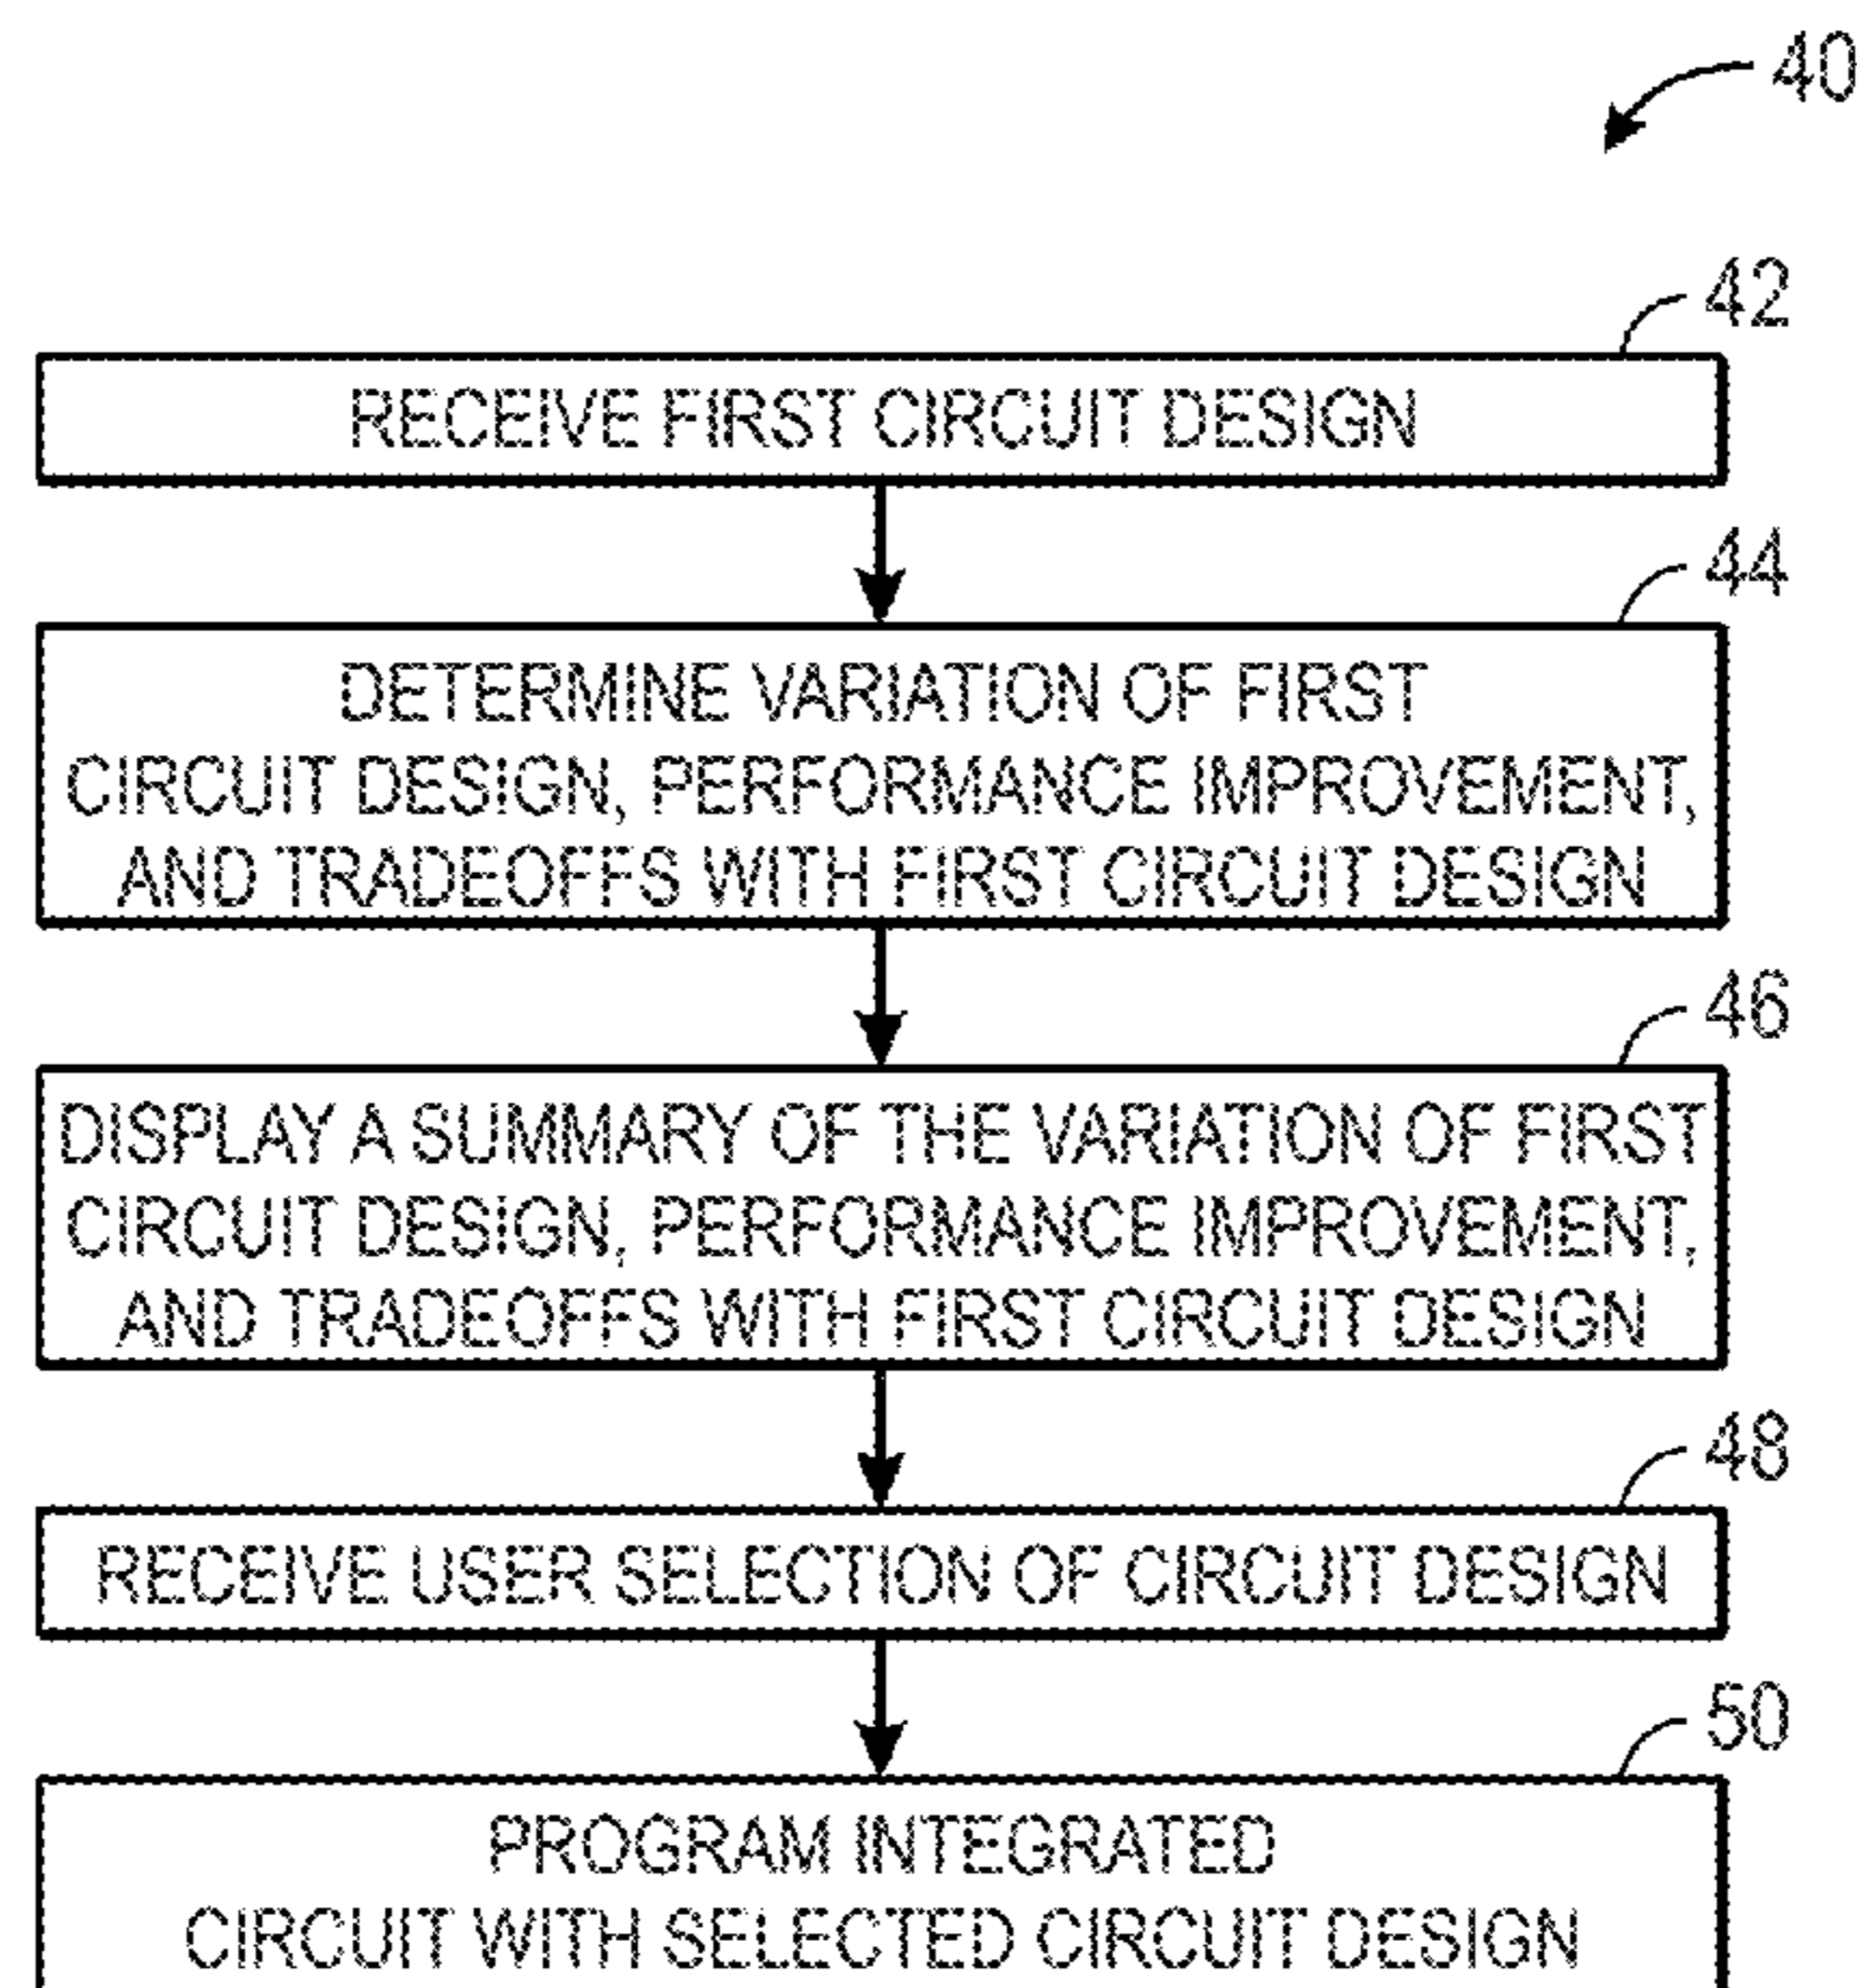 40
42
RECEIVE FIRST CIRCUIT DESIGN
44
DETERMINE VARIATION OF FIRST
CIRCUIT DESIGN, PERFORMANCE IMPROVEMENT,
AND TRADEOFFS WITH FIRST CIRCUIT DESIGN
46
DISPLAY A SUMMARY OF THE VARIATION OF FIRST
CIRCUIT DESIGN, PERFORMANCE IMPROVEMENT,
AND TRADEOFFS WITH FIRST CIRCUIT DESIGN
48
RECEIVE USER SELECTION OF CIRCUIT DESIGN
50
PROGRAM INTEGRATED
CIRCUIT WITH SELECTED CIRCUIT DESIGN